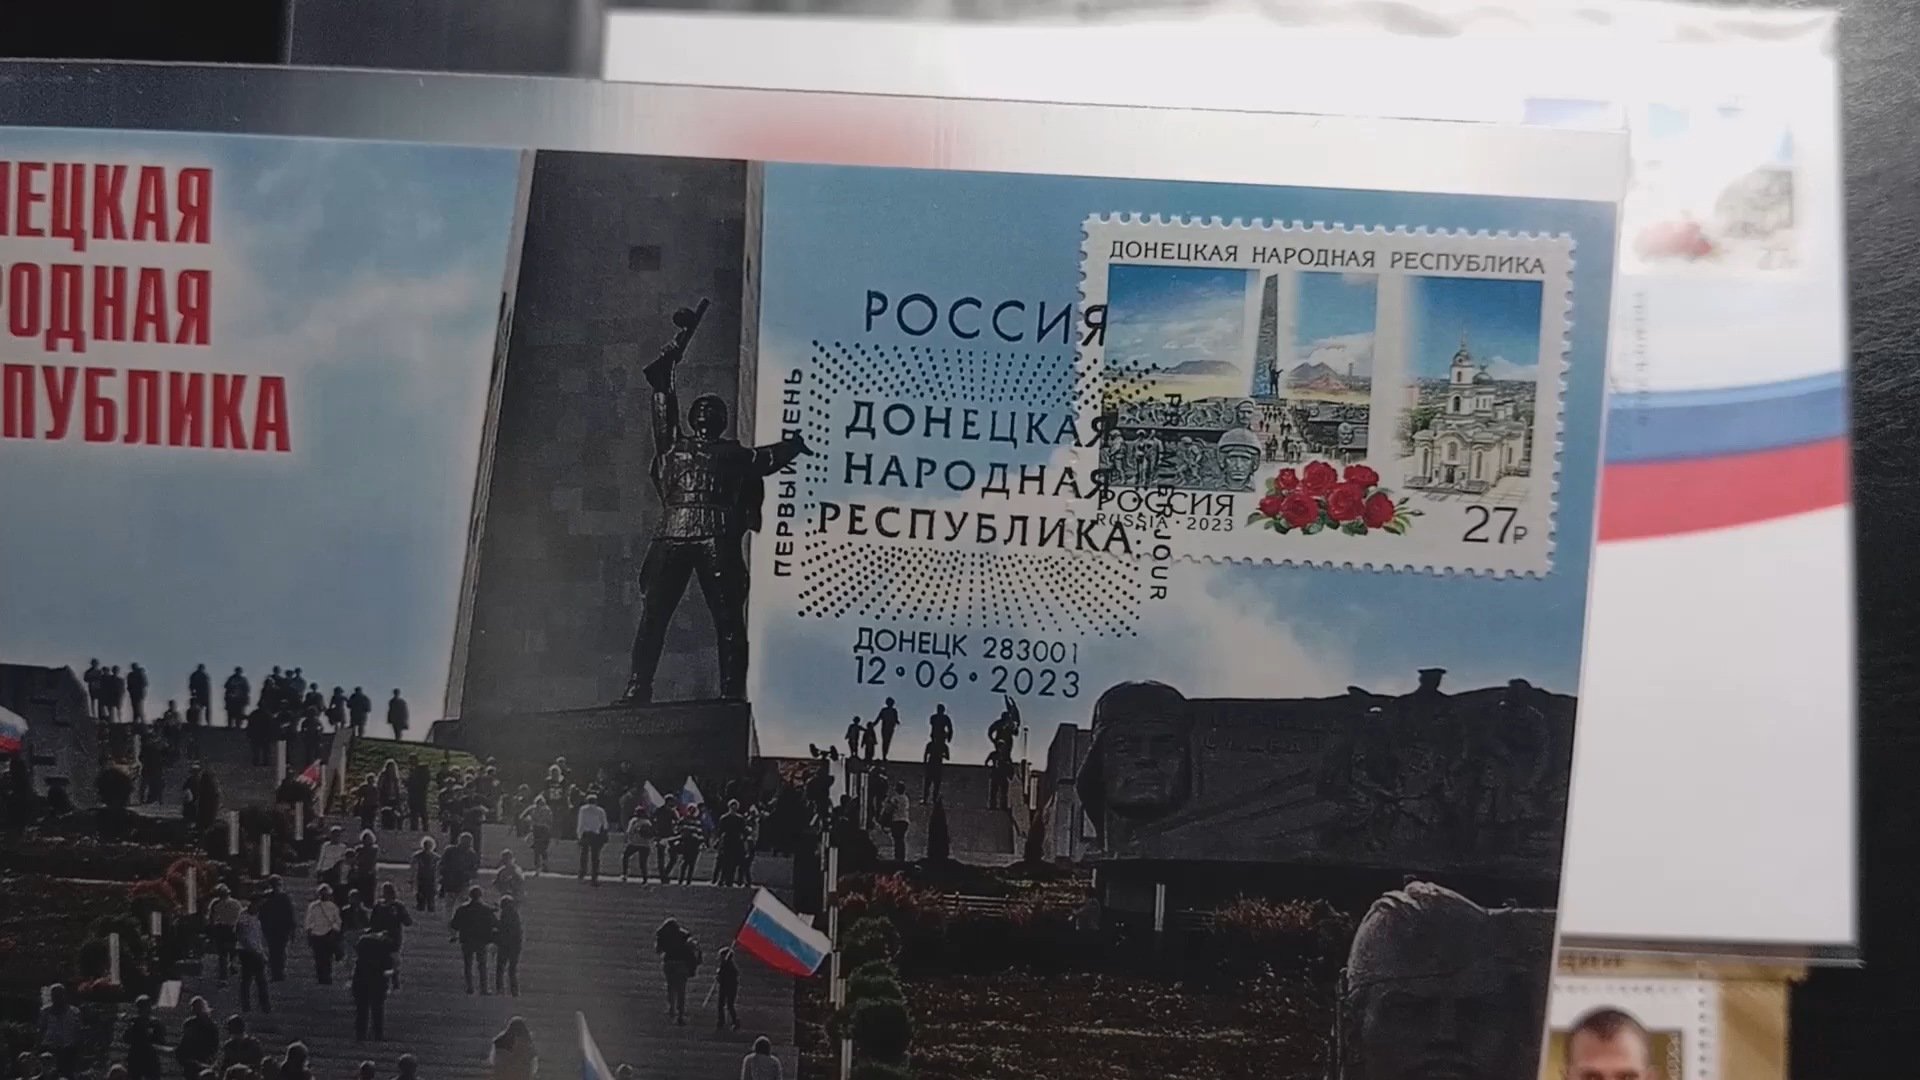 НЕЦКАЯ
РОДНАЯ
ПУБЛИКА
ДОНЕЦКАЯ НАРОДНАЯ РЕСПУБЛИКА
РОССИЯ
RUSSIA · 2023
27₽
РОССИЯ
ПЕРВЫЙ ДЕНЬ
ДОНЕЦКАЯ
НАРОДНАЯ
РЕСПУБЛИКА
PREMIER JOUR
ДОНЕЦК 283001
12 • 06 • 2023